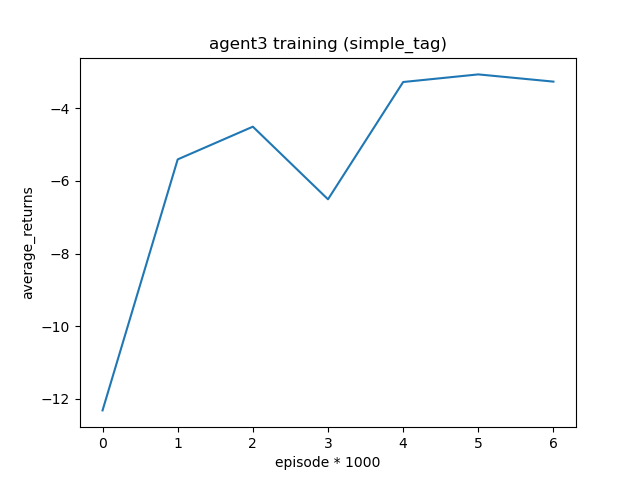 agent3 training (simple_tag)
average_returns
−4
−6
−8
−10
−12
0 1 2 3 4 5 6
episode * 1000